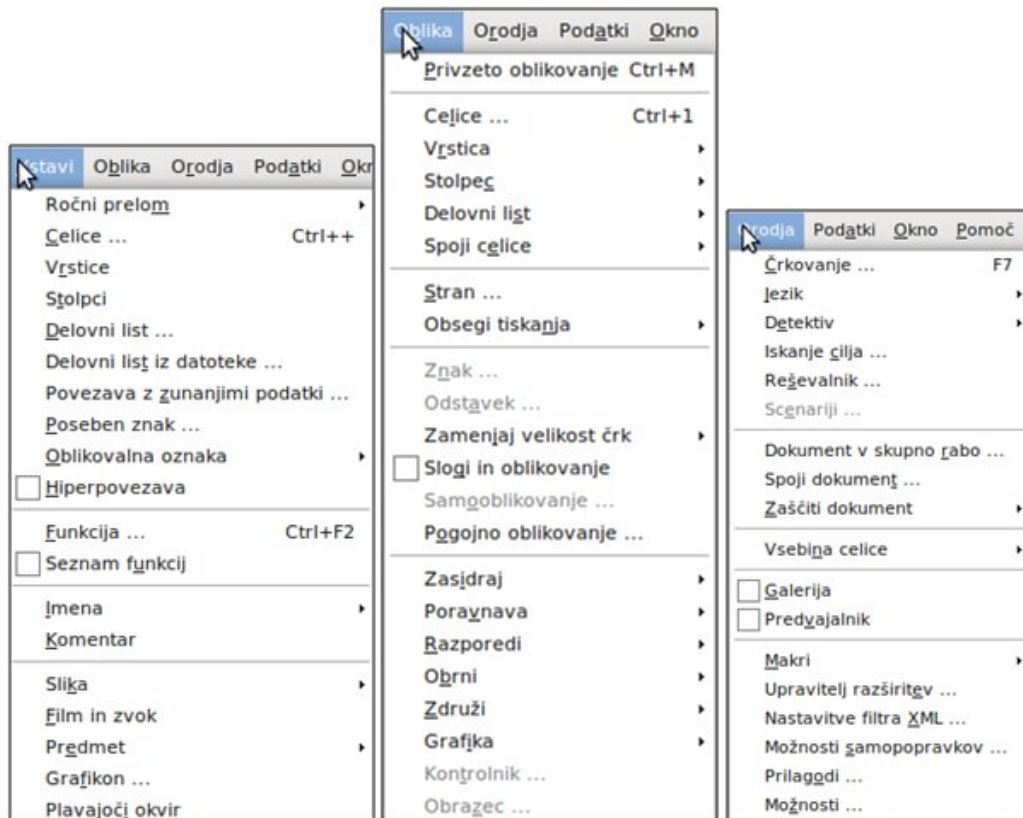 Vstavi Oblika Orodja Podatki
Ročni prelom
Celice ... Ctrl++
Vrstice
Stolpci
Delovni list ...
Delovni list iz datoteke ...
Povezava z zunanjimi podatki ...
Poseben znak ...
Oblikovalna oznaka
Hiperpovezava
Funkcija ... Ctrl+F2
Seznam funkcij
Imena
Komentar
Slika
Film in zvok
Predmet
Grafikon ...
Plavajoči okvir
Oblika Orodja Podatki Okno
Privzeto oblikovanje Ctrl+M
Celice ... Ctrl+1
Vrstica
Stolpec
Delovni list
Spoji celice
Stran ...
Obsegi tiskanja
Znak ...
Odstavek ...
Zamenjaj velikost črk
Slogi in oblikovanje
Samooblikovanje ...
Pogojno oblikovanje ...
Zasidraj
Poravnava
Razporedi
Obrni
Združi
Grafika
Kontrolnik ...
Obrazec ...
Orodja Podatki Okno Pomoč
Črkovanje ... F7
Jezik
Detektiv
Iskanje cilja ...
Reševalnik ...
Scenariji ...
Dokument v skupno rabo ...
Spoji dokument ...
Zaščiti dokument
Vsebina celice
Galerija
Predvajalnik
Makri
Upravitelj razširitev ...
Nastavitve filtra XML ...
Možnosti samopopravkov ...
Prilagodi ...
Možnosti ...